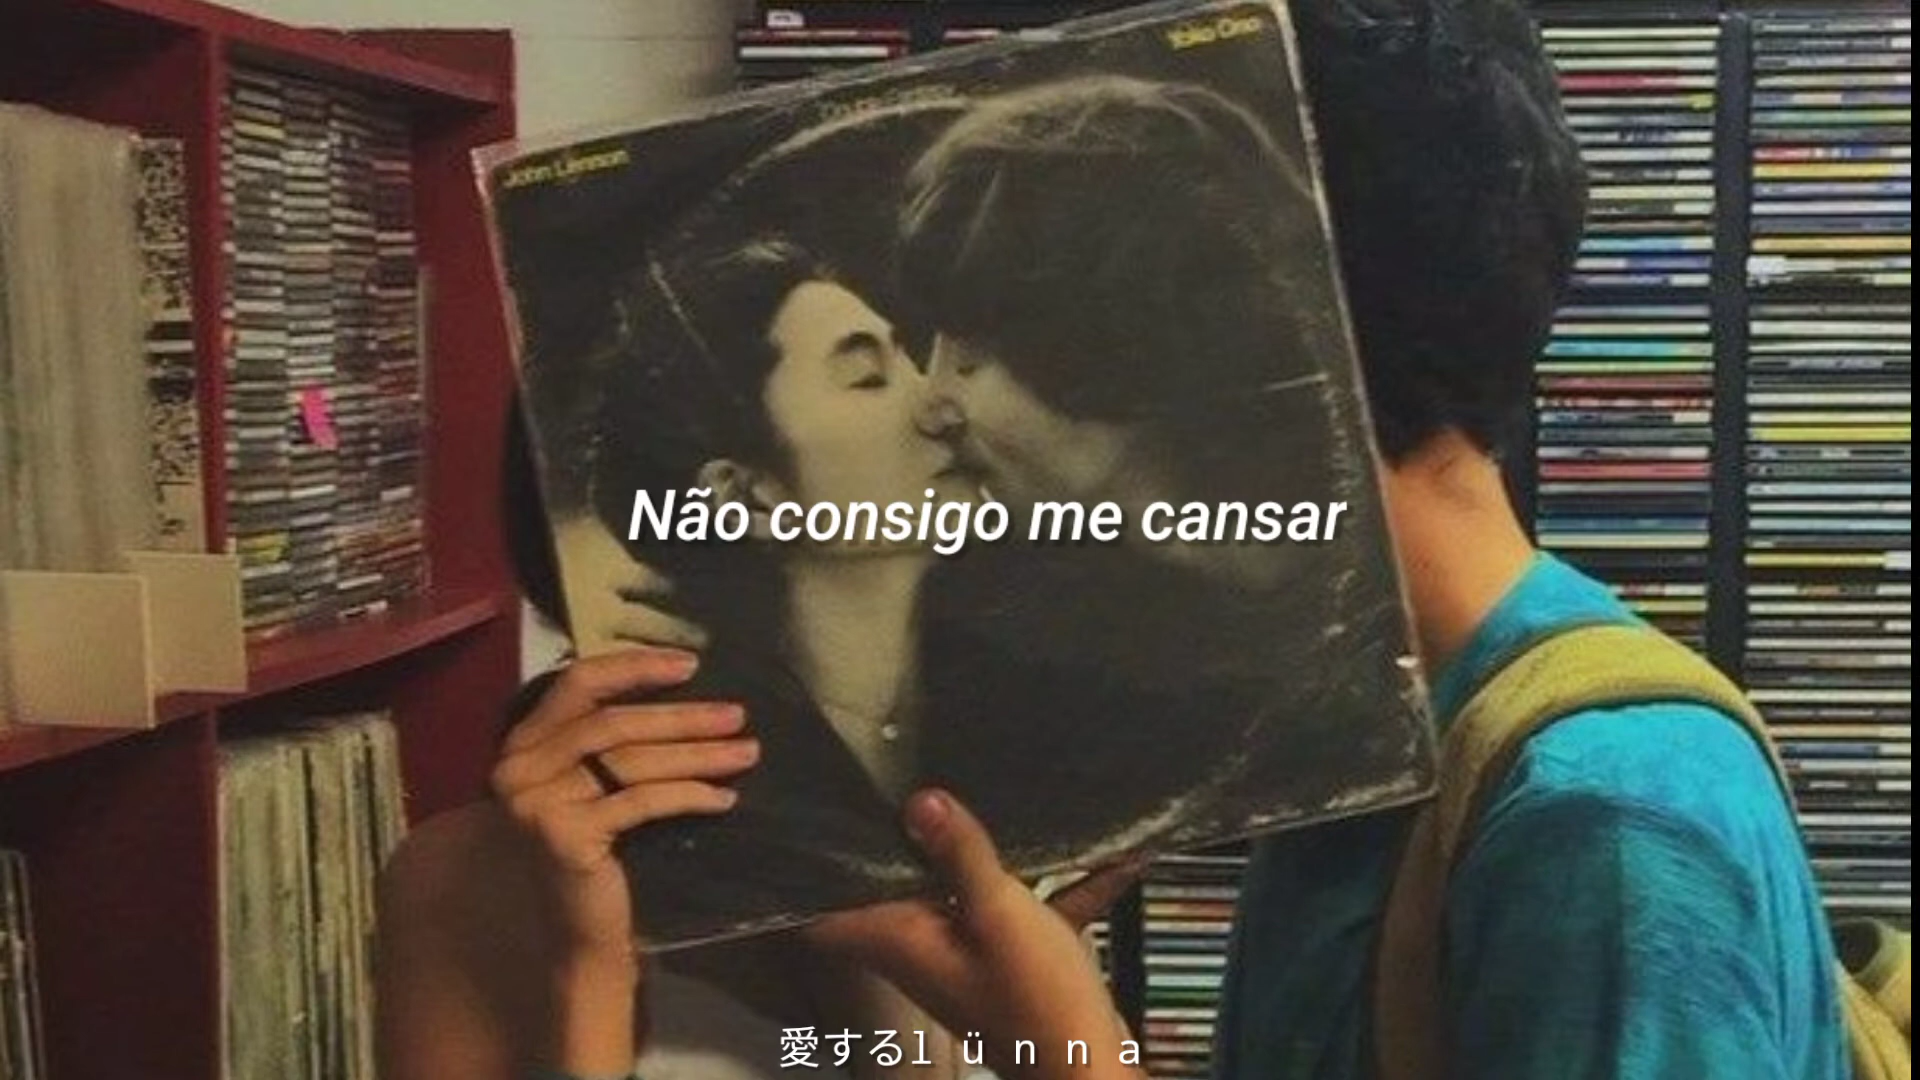 Yoko Ono
John Lennon
Não consigo me cansar
愛するl ü n n a